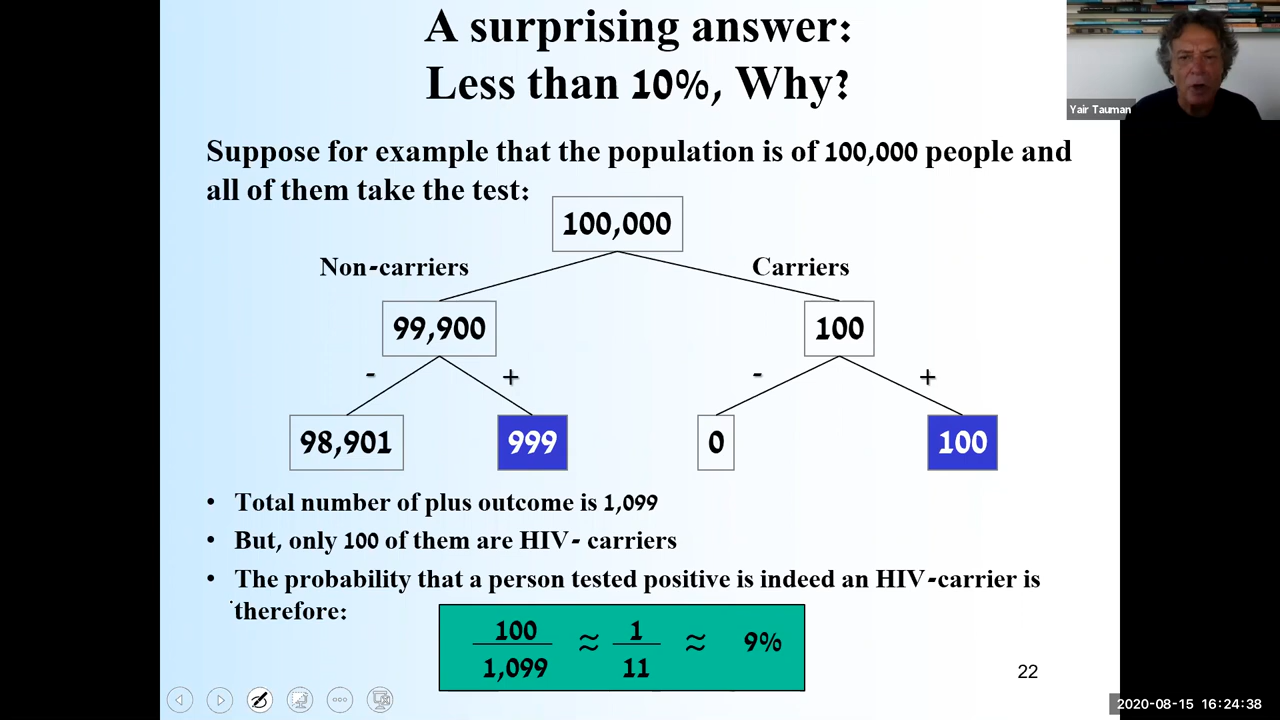 A surprising answer:
Less than 10%, Why?
Yair Tauman
Suppose for example that the population is of 100,000 people and
all of them take the test:
100,000
Non-carriers
Carriers
99,900
100
-
+
-
+
98,901
999
0
100
• Total number of plus outcome is 1,099
• But, only 100 of them are HIV- carriers
• The probability that a person tested positive is indeed an HIV-carrier is
therefore:
100
1,099
≈
1
11
≈
9%
22
2020-08-15 16:24:38